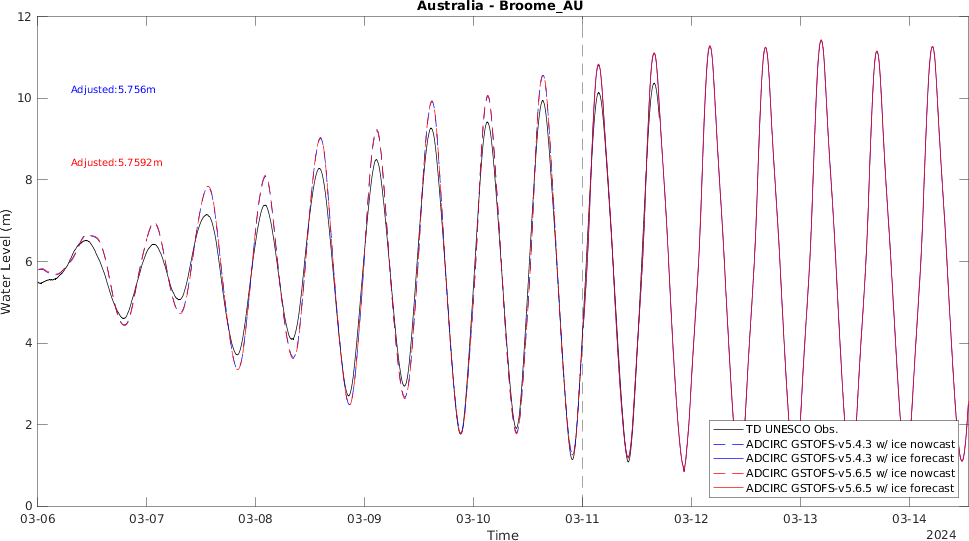 Australia - Broome_AU
12
10
8
6
4
2
0
Water Level (m)
Adjusted:5.756m
Adjusted:5.7592m
TD UNESCO Obs.
ADCIRC GSTOFS-v5.4.3 w/ ice nowcast
ADCIRC GSTOFS-v5.4.3 w/ ice forecast
ADCIRC GSTOFS-v5.6.5 w/ ice nowcast
ADCIRC GSTOFS-v5.6.5 w/ ice forecast
03-06 03-07 03-08 03-09 03-10 03-11 03-12 03-13 03-14
Time
2024